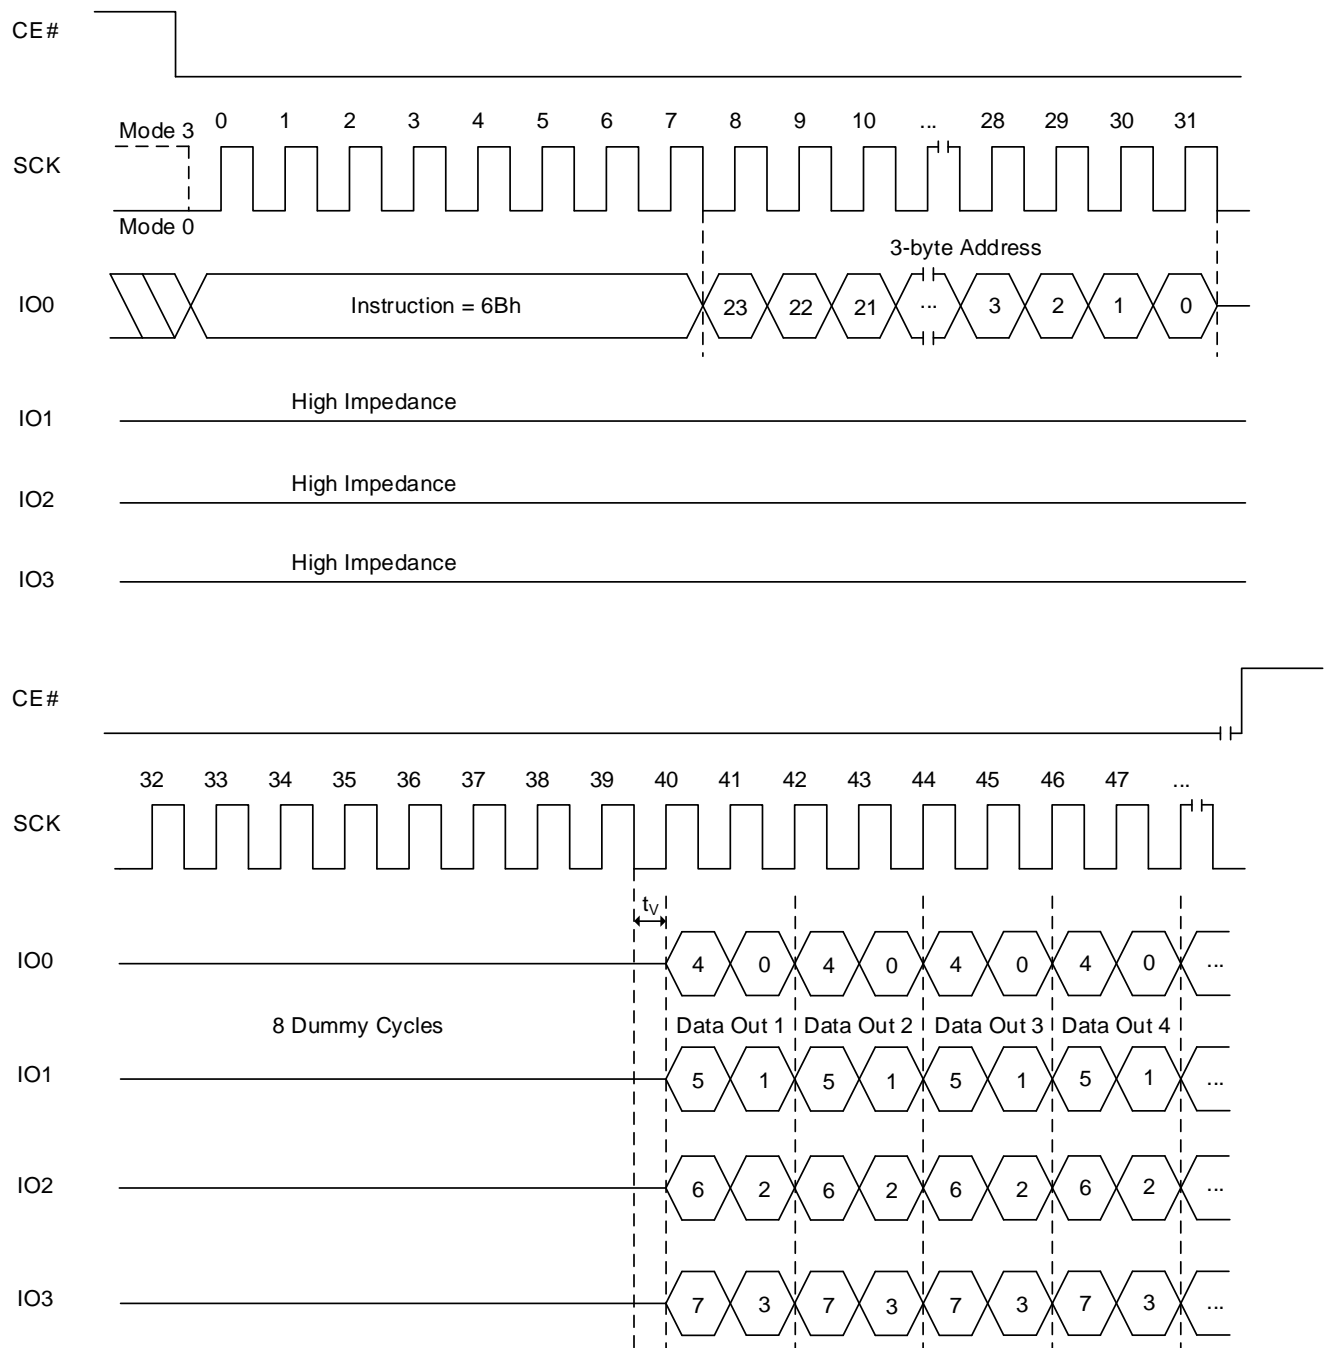 CE#
Mode 3 0 1 2 3 4 5 6 7 8 9 10 ... 28 29 30 31
SCK
Mode 0
3-byte Address
IO0 Instruction = 6Bh 23 22 21 ... 3 2 1 0
High Impedance
IO1
High Impedance
IO2
High Impedance
IO3
CE#
32 33 34 35 36 37 38 39 40 41 42 43 44 45 46 47 ...
SCK
tV
IO0 4 0 4 0 4 0 4 0 ...
8 Dummy Cycles Data Out 1 Data Out 2 Data Out 3 Data Out 4
IO1 5 1 5 1 5 1 5 1 ...
IO2 6 2 6 2 6 2 6 2 ...
IO3 7 3 7 3 7 3 7 3 ...